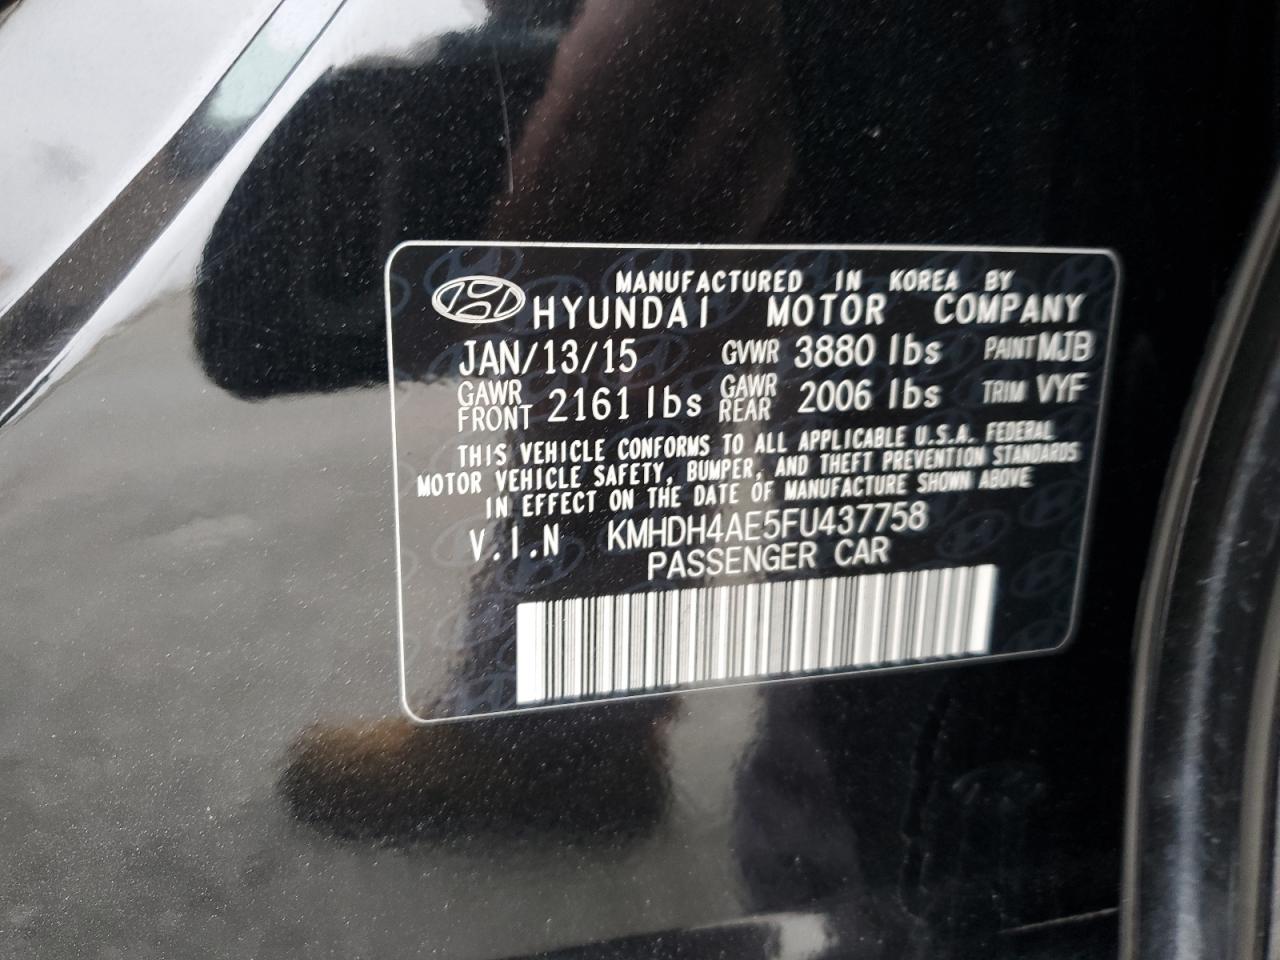 MANUFACTURED IN KOREA BY
HYUNDAI MOTOR COMPANY
JAN/13/15 GVWR 3880 lbs PAINT MJB
GAWR FRONT 2161 lbs GAWR REAR 2006 lbs TRIM VYF
THIS VEHICLE CONFORMS TO ALL APPLICABLE U.S.A. FEDERAL
MOTOR VEHICLE SAFETY, BUMPER, AND THEFT PREVENTION STANDARDS
IN EFFECT ON THE DATE OF MANUFACTURE SHOWN ABOVE
V.I.N KMHDH4AE5FU437758
PASSENGER CAR